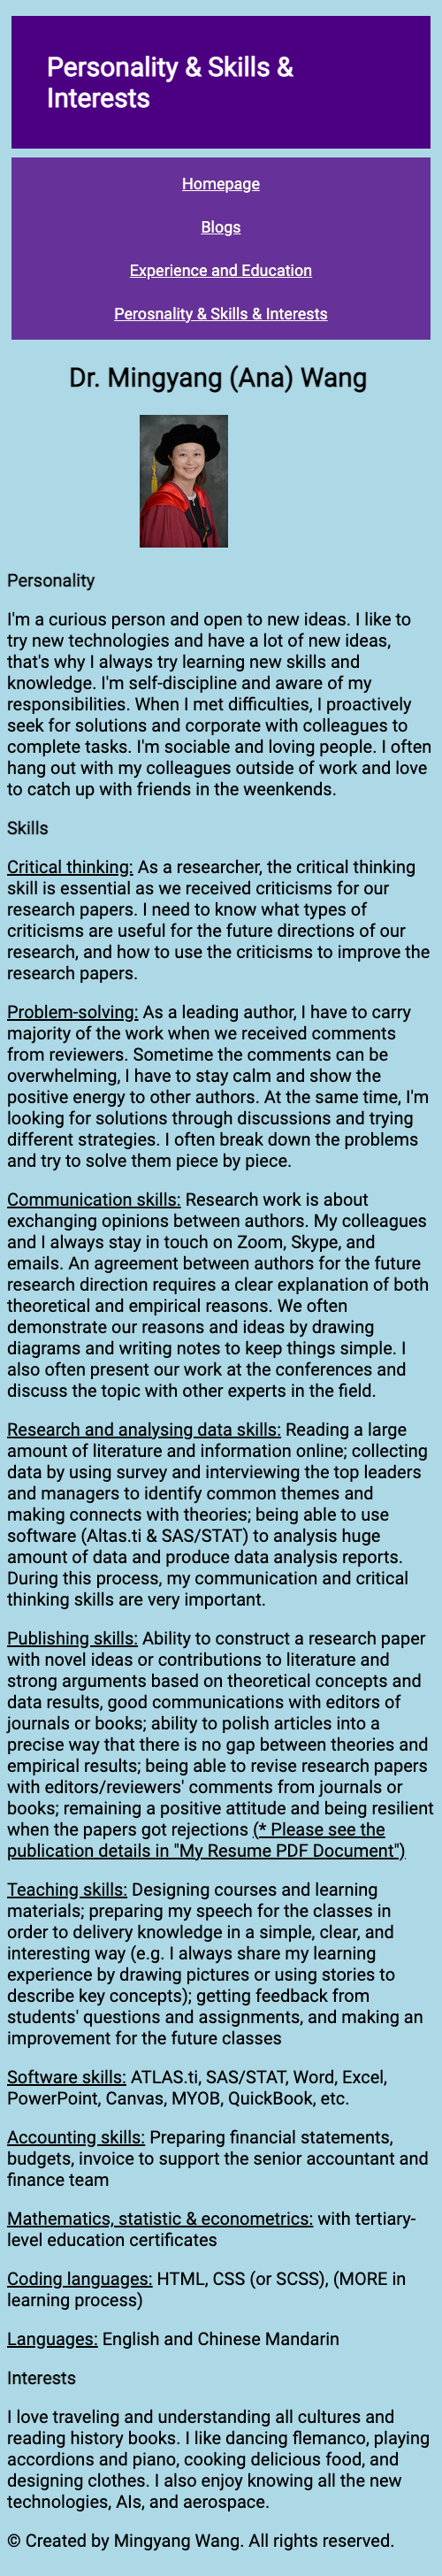 Personality & Skills &
Interests
Homepage
Blogs
Experience and Education
Perosnality & Skills & Interests
Dr. Mingyang (Ana) Wang
Personality
I'm a curious person and open to new ideas. I like to
try new technologies and have a lot of new ideas,
that's why I always try learning new skills and
knowledge. I'm self-discipline and aware of my
responsibilities. When I met difficulties, I proactively
seek for solutions and corporate with colleagues to
complete tasks. I'm sociable and loving people. I often
hang out with my colleagues outside of work and love
to catch up with friends in the weenkends.
Skills
Critical thinking: As a researcher, the critical thinking
skill is essential as we received criticisms for our
research papers. I need to know what types of
criticisms are useful for the future directions of our
research, and how to use the criticisms to improve the
research papers.
Problem-solving: As a leading author, I have to carry
majority of the work when we received comments
from reviewers. Sometime the comments can be
overwhelming, I have to stay calm and show the
positive energy to other authors. At the same time, I'm
looking for solutions through discussions and trying
different strategies. I often break down the problems
and try to solve them piece by piece.
Communication skills: Research work is about
exchanging opinions between authors. My colleagues
and I always stay in touch on Zoom, Skype, and
emails. An agreement between authors for the future
research direction requires a clear explanation of both
theoretical and empirical reasons. We often
demonstrate our reasons and ideas by drawing
diagrams and writing notes to keep things simple. I
also often present our work at the conferences and
discuss the topic with other experts in the field.
Research and analysing data skills: Reading a large
amount of literature and information online; collecting
data by using survey and interviewing the top leaders
and managers to identify common themes and
making connects with theories; being able to use
software (Altas.ti & SAS/STAT) to analysis huge
amount of data and produce data analysis reports.
During this process, my communication and critical
thinking skills are very important.
Publishing skills: Ability to construct a research paper
with novel ideas or contributions to literature and
strong arguments based on theoretical concepts and
data results, good communications with editors of
journals or books; ability to polish articles into a
precise way that there is no gap between theories and
empirical results; being able to revise research papers
with editors/reviewers' comments from journals or
books; remaining a positive attitude and being resilient
when the papers got rejections (* Please see the
publication details in "My Resume PDF Document")
Teaching skills: Designing courses and learning
materials; preparing my speech for the classes in
order to delivery knowledge in a simple, clear, and
interesting way (e.g. I always share my learning
experience by drawing pictures or using stories to
describe key concepts); getting feedback from
students' questions and assignments, and making an
improvement for the future classes
Software skills: ATLAS.ti, SAS/STAT, Word, Excel,
PowerPoint, Canvas, MYOB, QuickBook, etc.
Accounting skills: Preparing financial statements,
budgets, invoice to support the senior accountant and
finance team
Mathematics, statistic & econometrics: with tertiary-
level education certificates
Coding languages: HTML, CSS (or SCSS), (MORE in
learning process)
Languages: English and Chinese Mandarin
Interests
I love traveling and understanding all cultures and
reading history books. I like dancing flemanco, playing
accordions and piano, cooking delicious food, and
designing clothes. I also enjoy knowing all the new
technologies, AIs, and aerospace.
© Created by Mingyang Wang. All rights reserved.